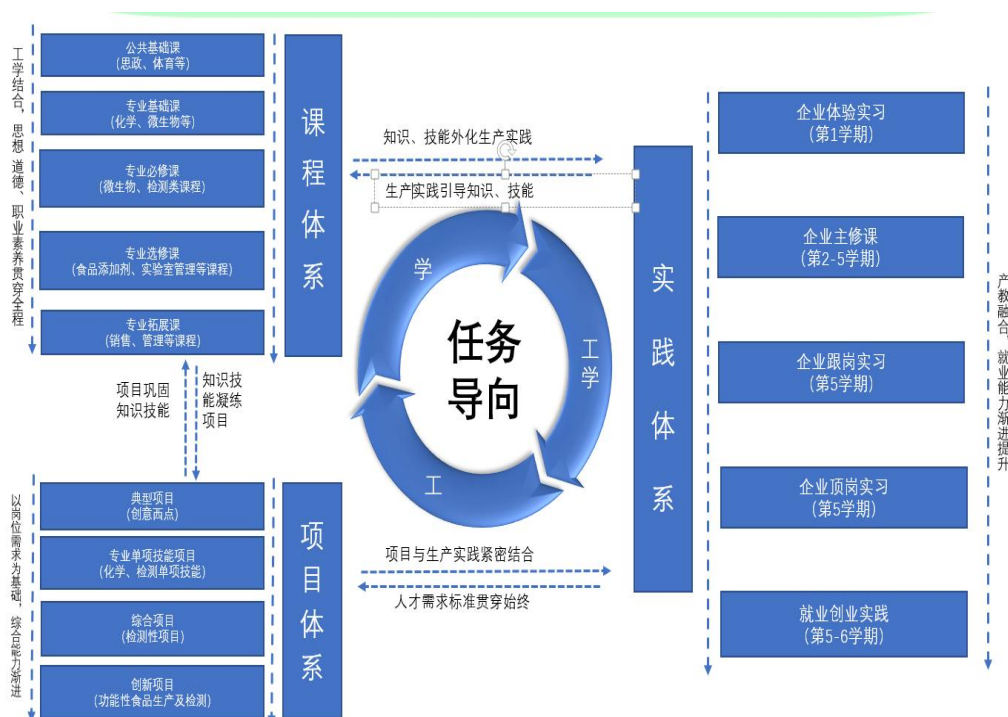 工学结合，思想 道德、职业素养贯穿全程
公共基础课
(思政、体育等)
专业基础课
(化学、微生物等)
专业必修课
(微生物、检测类课程)
专业选修课
(食品添加剂、实验室管理等课程)
专业拓展课
(销售、管理等课程)
课程体系
知识、技能外化生产实践
生产实践引导知识、技能
项目巩固
知识技能
知识技
能凝练
项目
学
工学
工
任务
导向
以岗位需求为基础，综合能力渐进
典型项目
(创意西点)
专业单项技能项目
(化学、检测单项技能)
综合项目
(检测性项目)
创新项目
(功能性食品生产及检测)
项目体系
项目与生产实践紧密结合
人才需求标准贯穿始终
实践体系
企业体验实习
(第1学期)
企业主修课
(第2-5学期)
企业跟岗实习
(第5学期)
企业顶岗实习
(第5学期)
就业创业实践
(第5-6学期)
产教融合，就业能力渐进提升